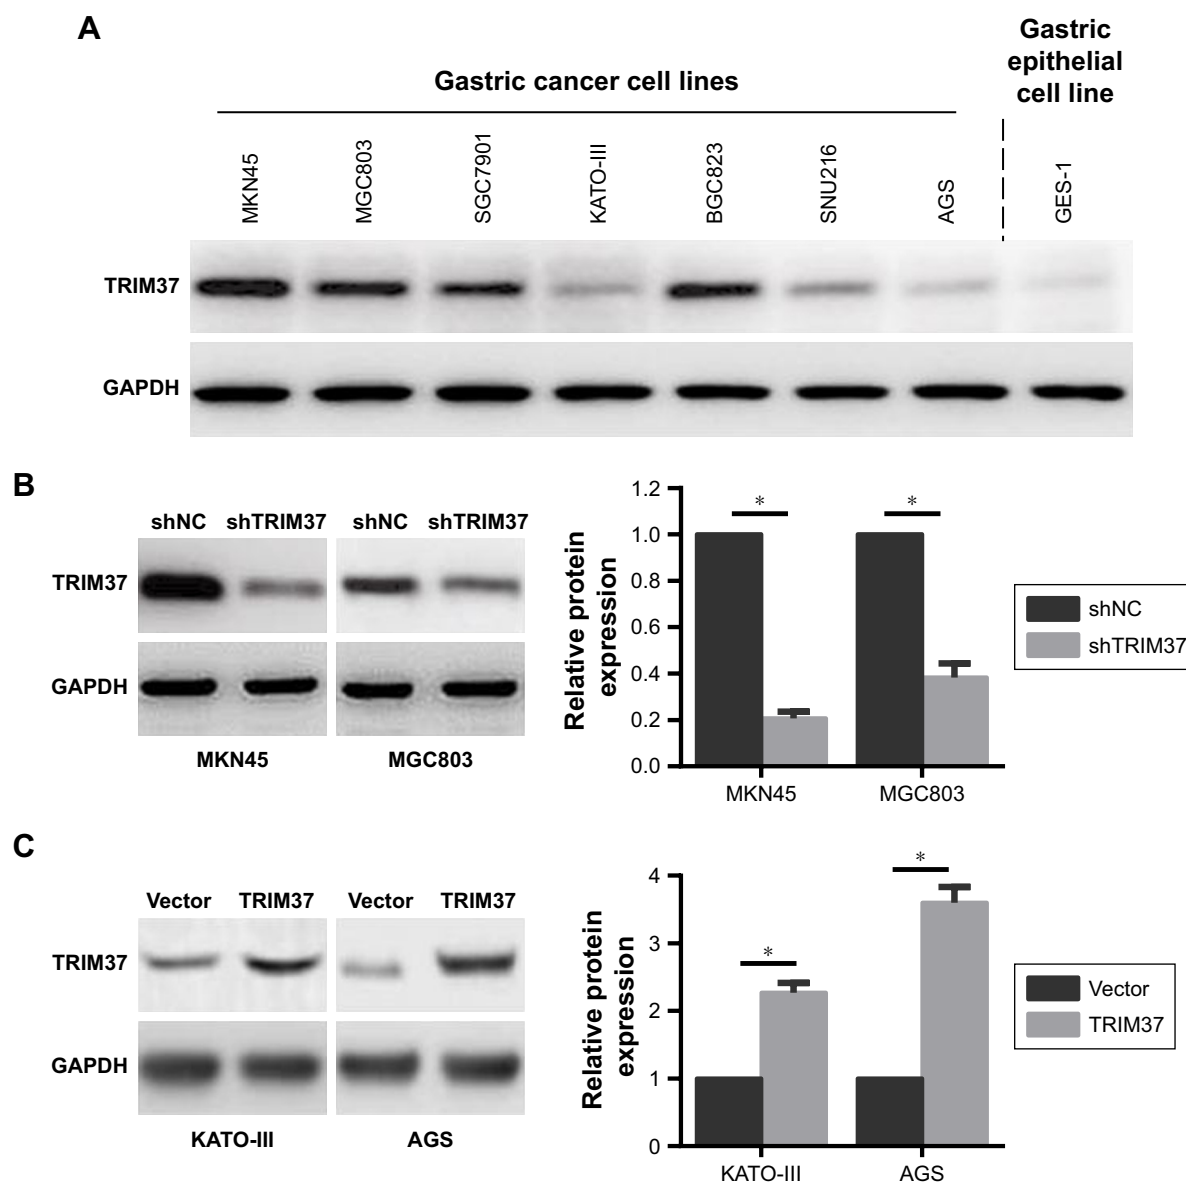 A
Gastric cancer cell lines
Gastric
epithelial
cell line
MKN45
MGC803
SGC7901
KATO-III
BGC823
SNU216
AGS
GES-1
TRIM37
GAPDH
B
shNC shTRIM37 shNC shTRIM37
TRIM37
GAPDH
MKN45 MGC803
Relative protein
expression
1.2
1.0
0.8
0.6
0.4
0.2
0.0
* *
MKN45 MGC803
shNC
shTRIM37
C
Vector TRIM37 Vector TRIM37
TRIM37
GAPDH
KATO-III AGS
Relative protein
expression
4
3
2
1
0
* *
KATO-III AGS
Vector
TRIM37